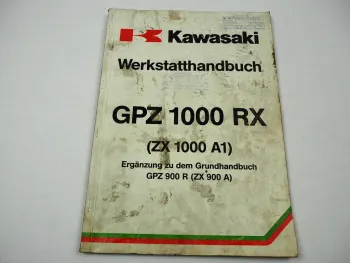 Kawasaki
Werkstatthandbuch
GPZ 1000 RX
(ZX 1000 A1)
Ergänzung zu dem Grundhandbuch
GPZ 900 R (ZX 900 A)